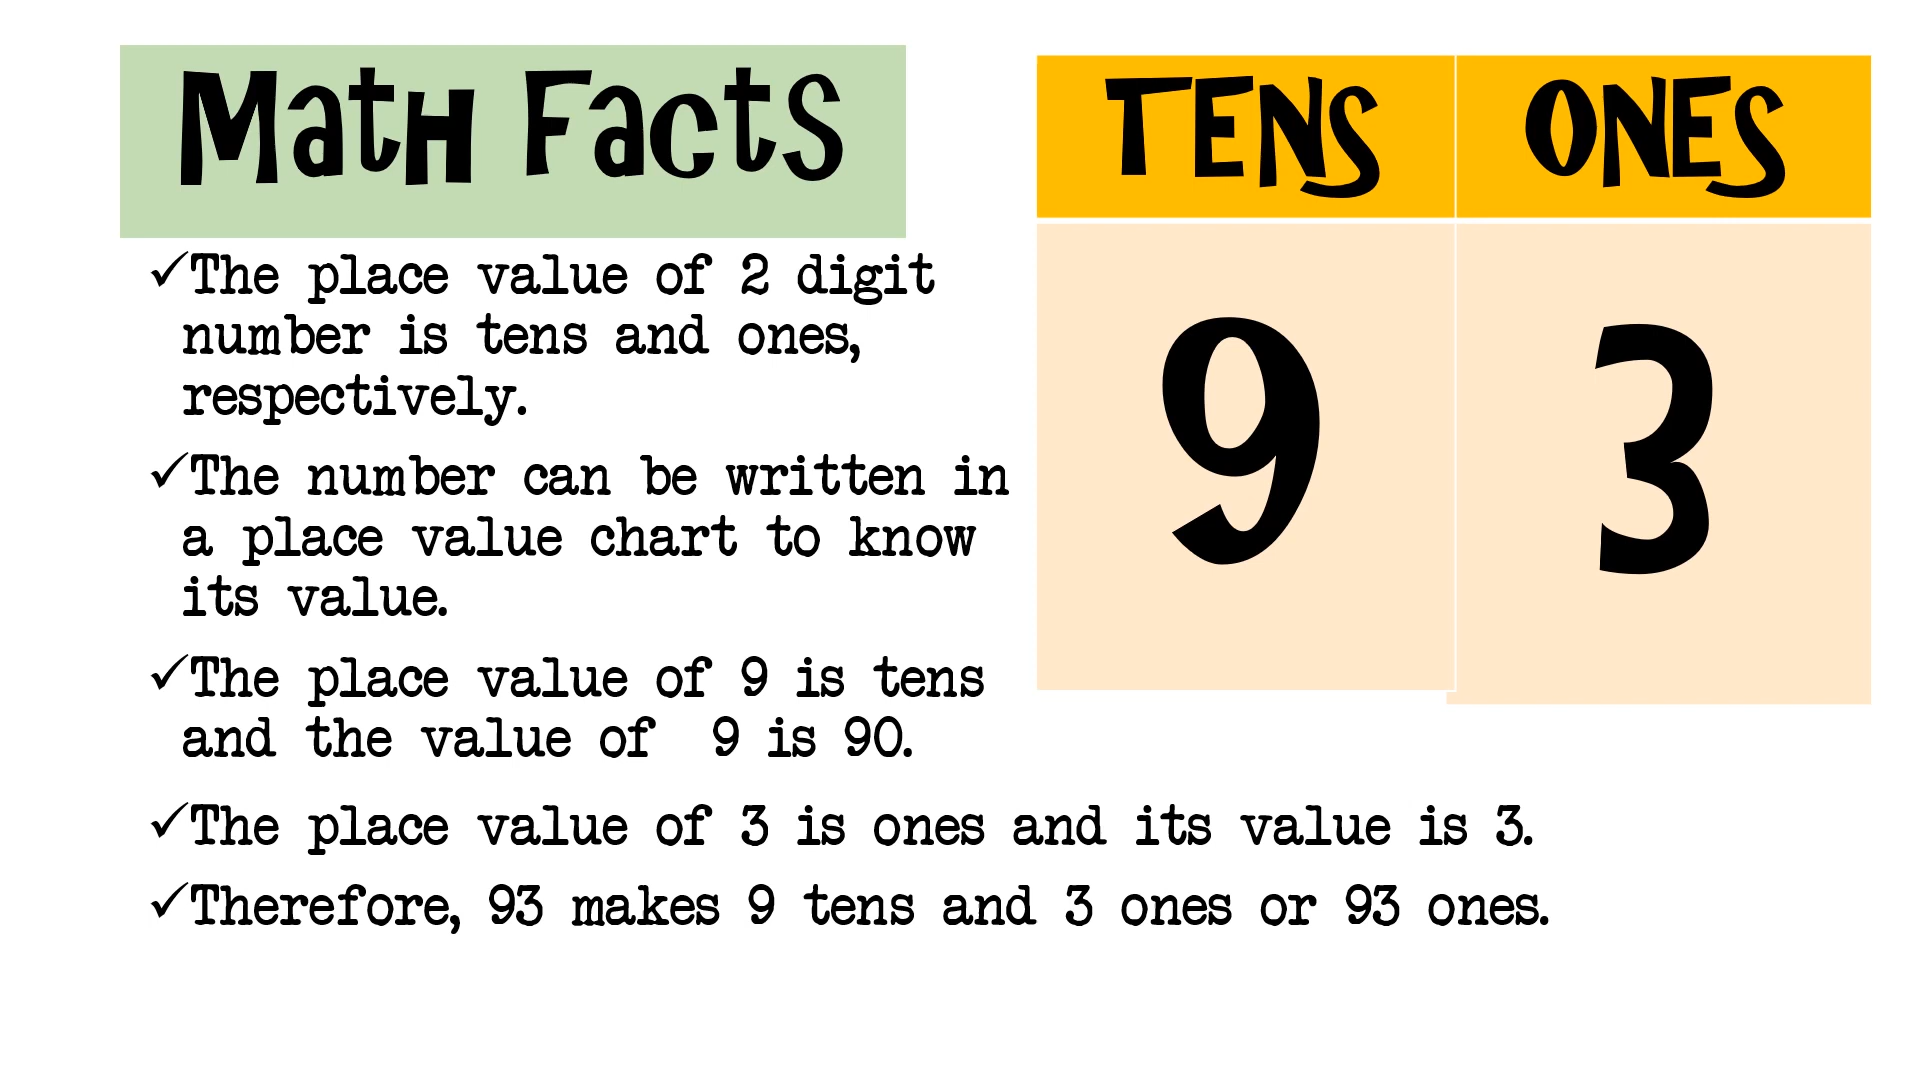 Math Facts
✓The place value of 2 digit
number is tens and ones,
respectively.
✓The number can be written in
a place value chart to know
its value.
✓The place value of 9 is tens
and the value of  9 is 90.
✓The place value of 3 is ones and its value is 3.
✓Therefore, 93 makes 9 tens and 3 ones or 93 ones.
TENS ONES
9 3